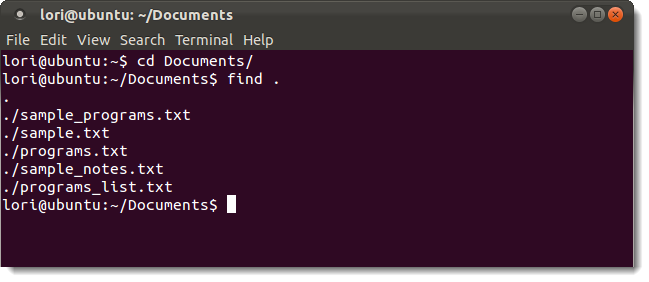 lori@ubuntu: ~/Documents
File Edit View Search Terminal Help
lori@ubuntu:~$ cd Documents/
lori@ubuntu:~/Documents$ find .
.
./sample_programs.txt
./sample.txt
./programs.txt
./sample_notes.txt
./programs_list.txt
lori@ubuntu:~/Documents$